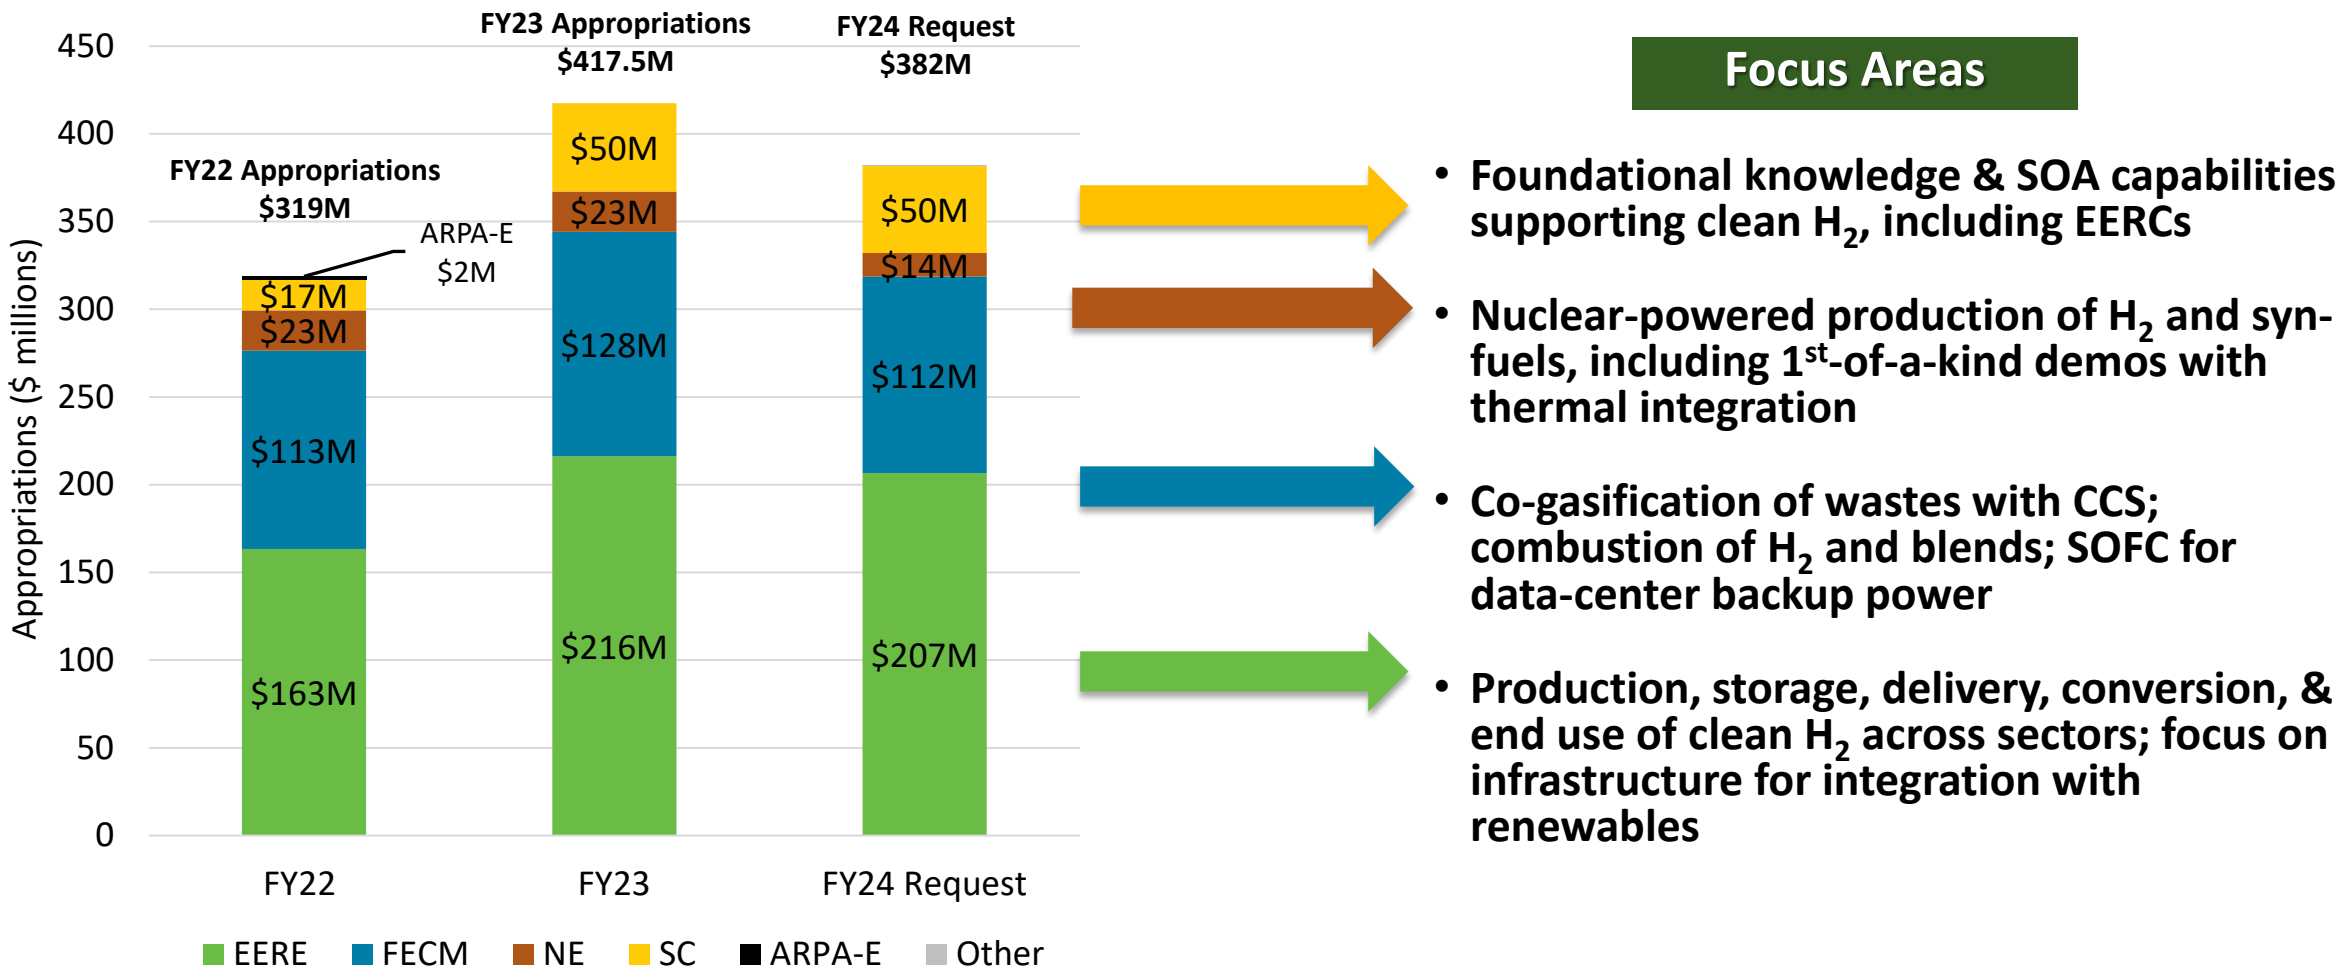 FY23 Appropriations
$417.5M
FY24 Request
$382M
Focus Areas
FY22 Appropriations
$319M
ARPA-E
$2M
Appropriations ($ millions)
450
400
350
300
250
200
150
100
50
0
$17M
$23M
$113M
$163M
$50M
$23M
$128M
$216M
$50M
$14M
$112M
$207M
FY22
FY23
FY24 Request
EERE
FECM
NE
SC
ARPA-E
Other
• Foundational knowledge & SOA capabilities
supporting clean H₂, including EERCs
• Nuclear-powered production of H₂ and syn-
fuels, including 1ˢᵗ-of-a-kind demos with
thermal integration
• Co-gasification of wastes with CCS;
combustion of H₂ and blends; SOFC for
data-center backup power
• Production, storage, delivery, conversion, &
end use of clean H₂ across sectors; focus on
infrastructure for integration with
renewables